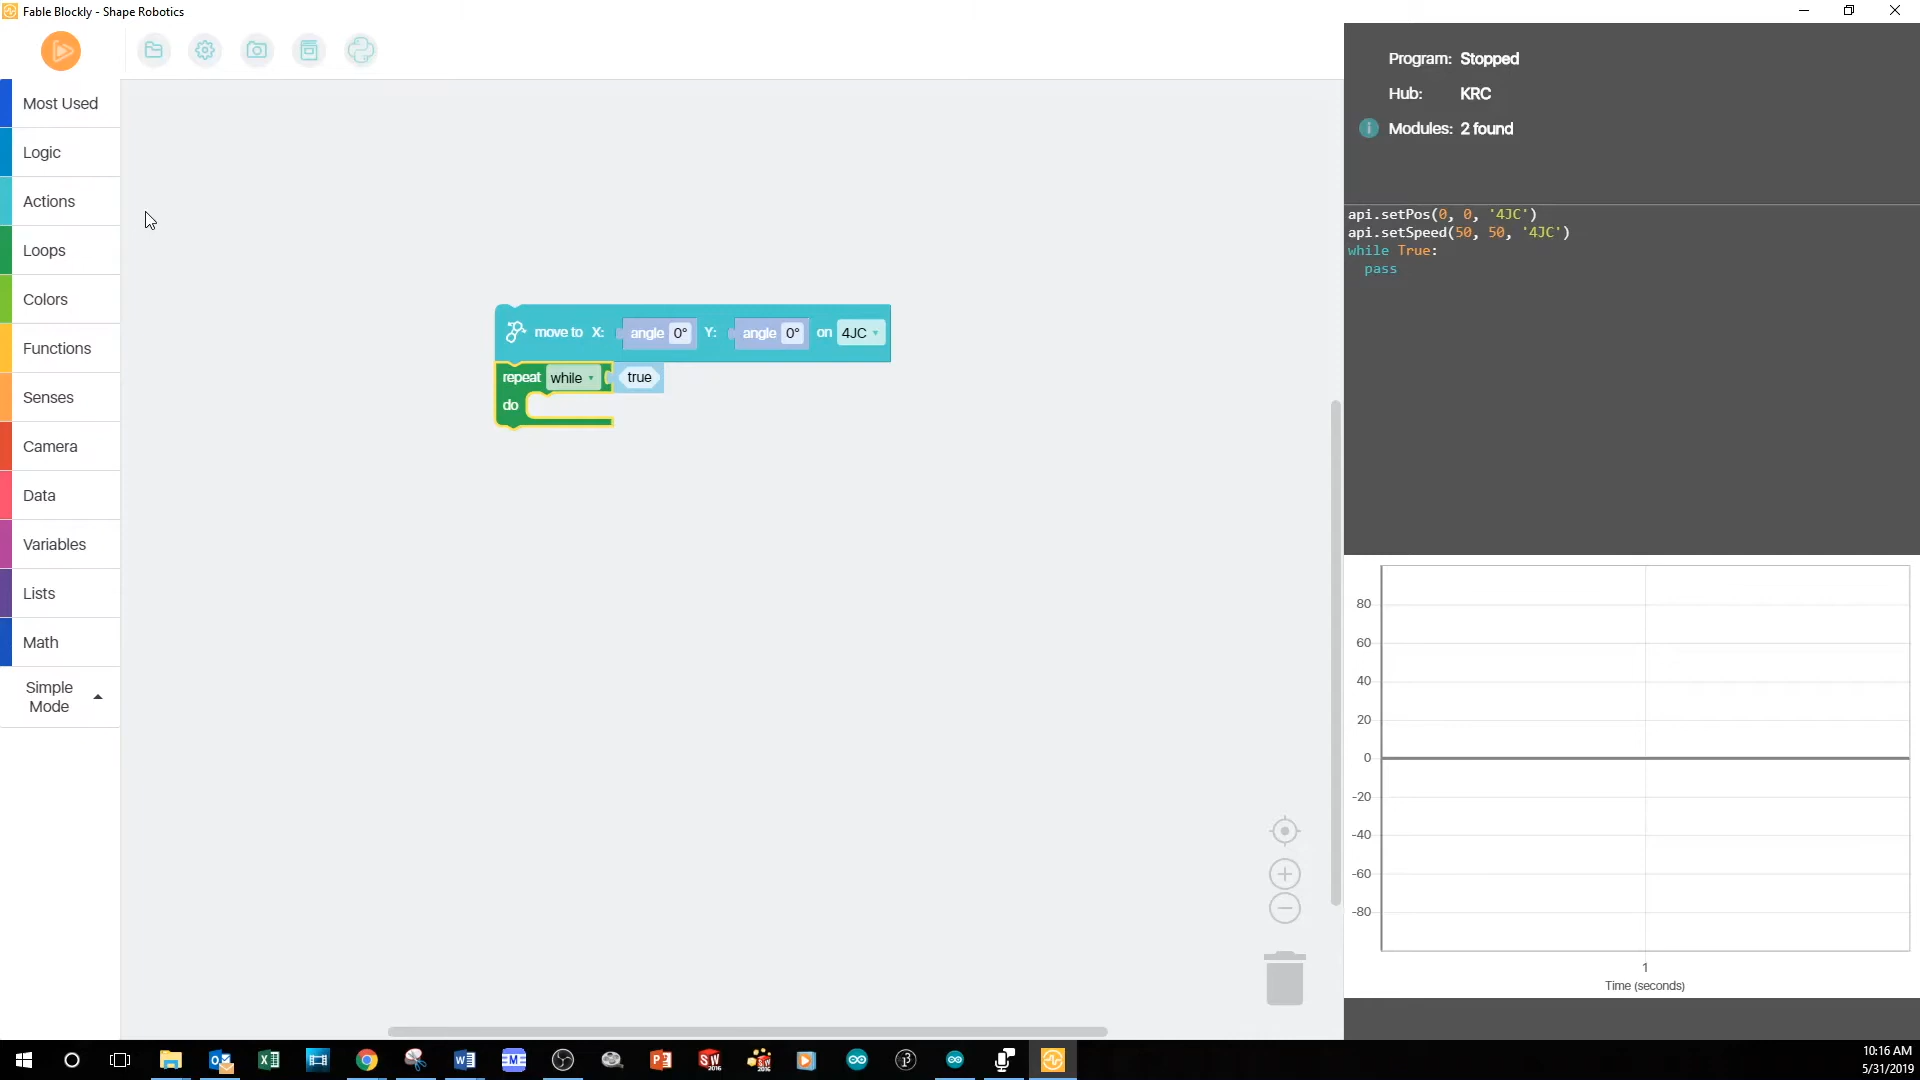 Fable Blockly - Shape Robotics
Most Used
Logic
Actions
Loops
Colors
Functions
Senses
Camera
Data
Variables
Lists
Math
Simple
Mode
move to X: angle 0° Y: angle 0° on 4JC
repeat while true
do
Program: Stopped
Hub: KRC
i Modules: 2 found
api.setPos(0, 0, '4JC')
api.setSpeed(50, 50, '4JC')
while True:
pass
80
60
40
20
0
-20
-40
-60
-80
1
Time (seconds)
10:16 AM
5/31/2019